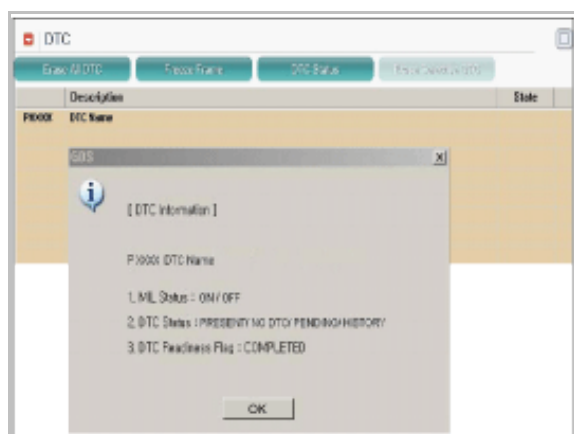 DTC
Erase All DTC Freeze Frame DTC Status
Description State
PXXXX DTC Name
GDS
[ DTC Information ]
PXXXX DTC Name
1. MIL Status : ON / OFF
2. DTC Status : PRESENT/ NO DTC/ PENDING/HISTORY
3. DTC Readiness Flag : COMPLETED
OK